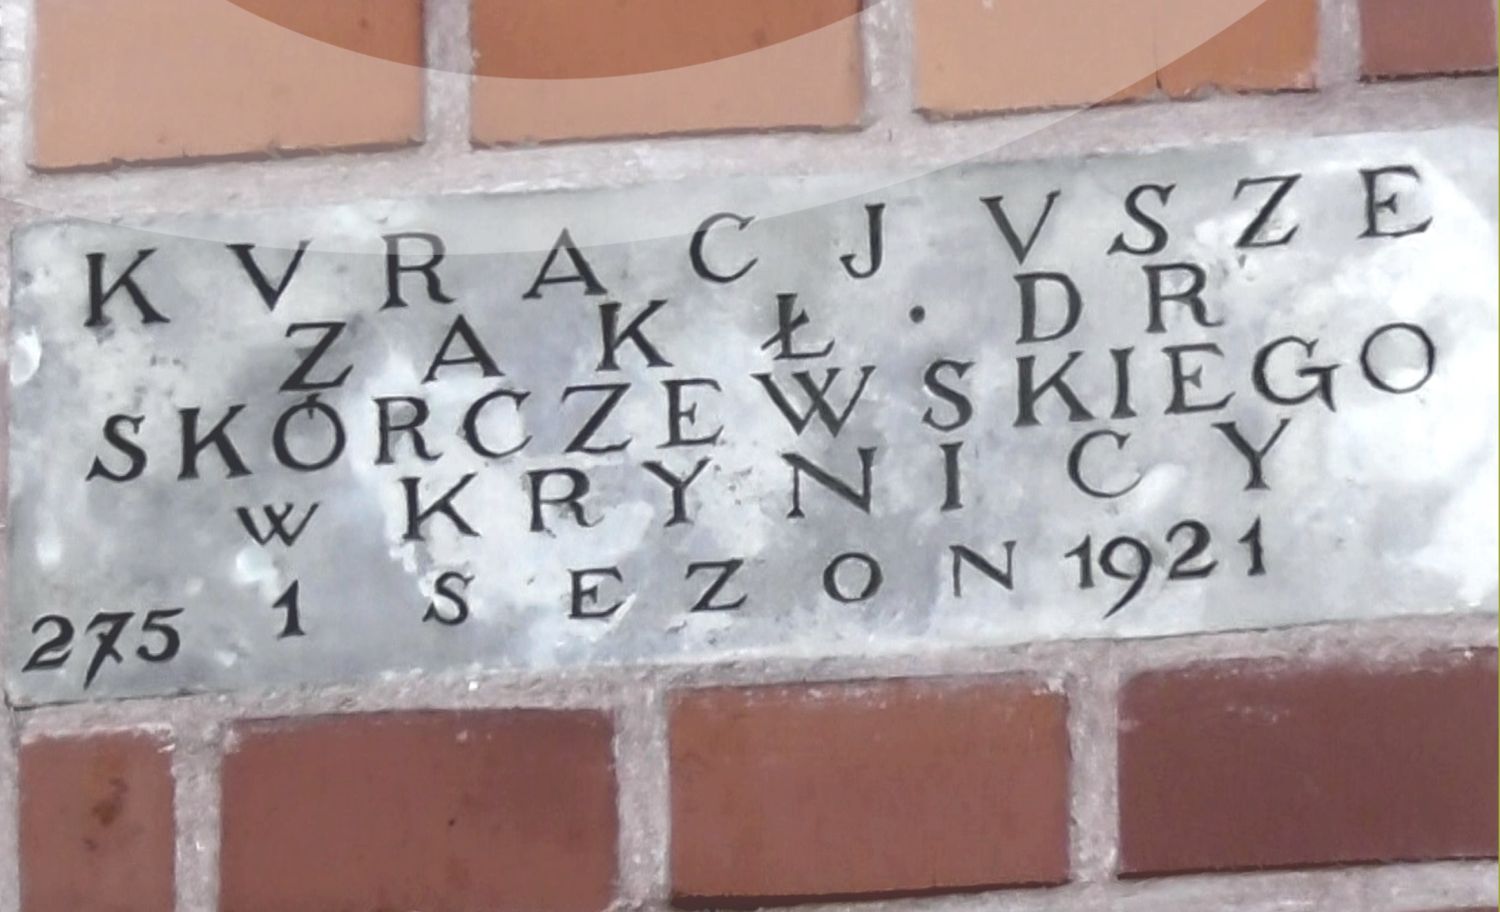 KVRACJVSZE
ZAKŁ. DR
SKÓRCZEWSKIEGO
W KRYNICY
275 1 SEZON 1921